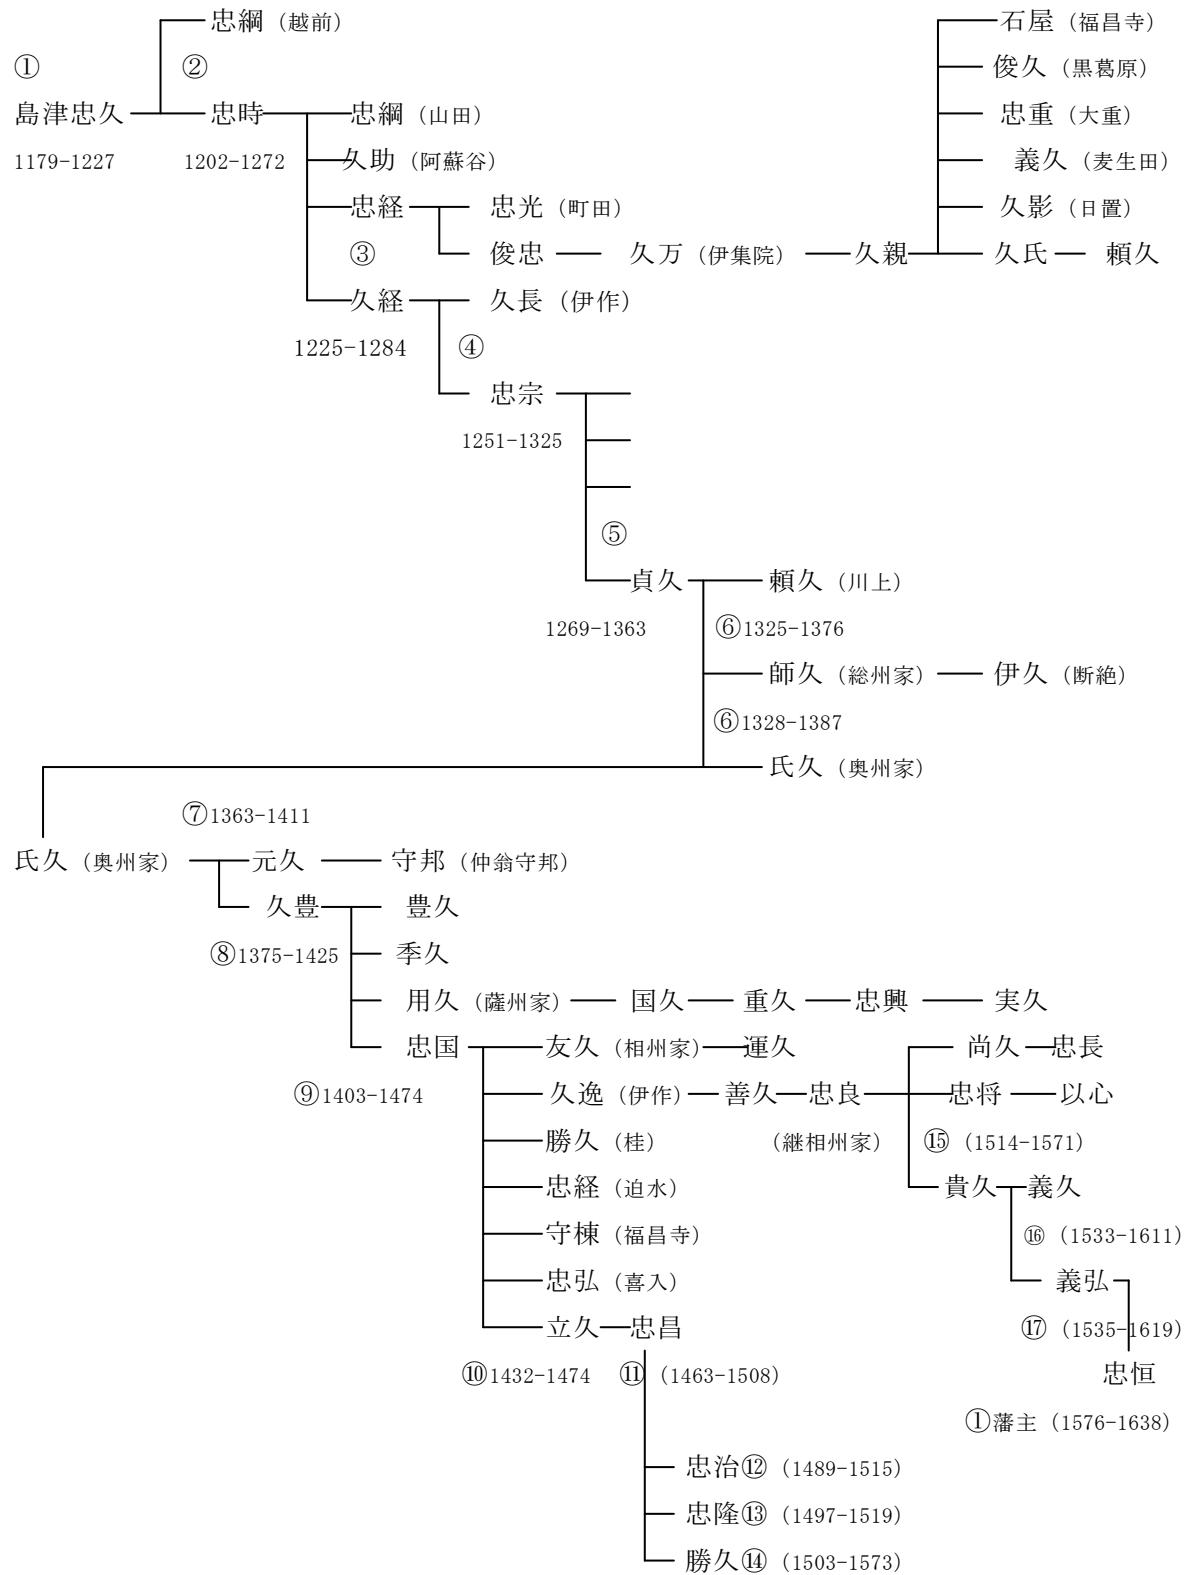 忠綱（越前） 石屋（福昌寺）
① ② 俊久（黒葛原）
島津忠久 忠時 忠綱（山田） 忠重（大重）
1179-1227 1202-1272 久助（阿蘇谷） 義久（麦生田）
忠経 忠光（町田） 久影（日置）
③ 俊忠 久万（伊集院） 久親 久氏 頼久
久経 久長（伊作）
1225-1284 ④
忠宗
1251-1325
⑤
貞久 頼久（川上）
1269-1363 ⑥1325-1376
師久（総州家） 伊久（断絶）
⑥1328-1387
氏久（奥州家）
⑦1363-1411
氏久（奥州家） 元久 守邦（仲翁守邦）
久豊 豊久
⑧1375-1425 季久
用久（薩州家） 国久 重久 忠興 実久
忠国 友久（相州家） 運久 尚久 忠長
⑨1403-1474 久逸（伊作） 善久 忠良 忠将 以心
勝久（桂） （継相州家） ⑮（1514-1571）
忠経（迫水） 貴久 義久
守棟（福昌寺） ⑯（1533-1611）
忠弘（喜入） 義弘
立久 忠昌 ⑰（1535-1619）
⑩1432-1474 ⑪（1463-1508） 忠恒
①藩主（1576-1638）
忠治⑫（1489-1515）
忠隆⑬（1497-1519）
勝久⑭（1503-1573）